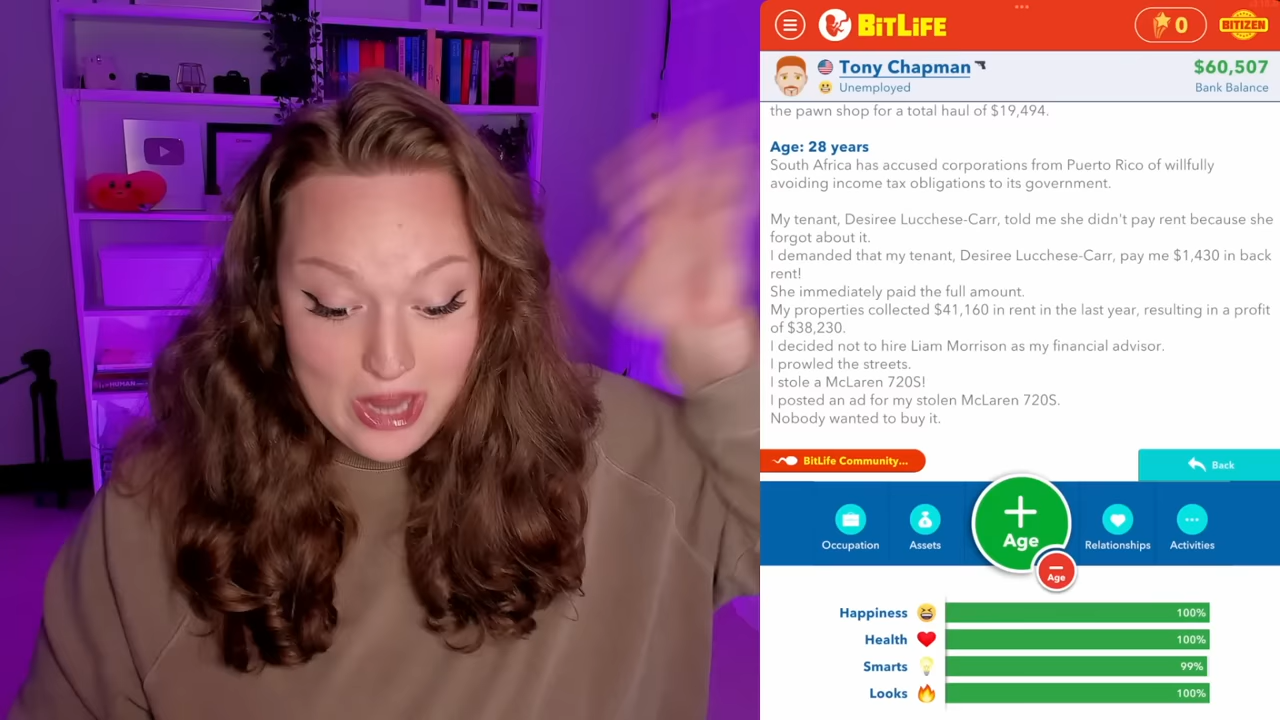 BitLife
0
BITIZEN
Tony Chapman
$60,507
Unemployed
Bank Balance
the pawn shop for a total haul of $19,494.
Age: 28 years
South Africa has accused corporations from Puerto Rico of willfully
avoiding income tax obligations to its government.
My tenant, Desiree Lucchese-Carr, told me she didn't pay rent because she
forgot about it.
I demanded that my tenant, Desiree Lucchese-Carr, pay me $1,430 in back
rent!
She immediately paid the full amount.
My properties collected $41,160 in rent in the last year, resulting in a profit
of $38,230.
I decided not to hire Liam Morrison as my financial advisor.
I prowled the streets.
I stole a McLaren 720S!
I posted an ad for my stolen McLaren 720S.
Nobody wanted to buy it.
BitLife Community...
Back
Occupation
Assets
Age
Relationships
Activities
Age
Happiness
100%
Health
100%
Smarts
99%
Looks
100%